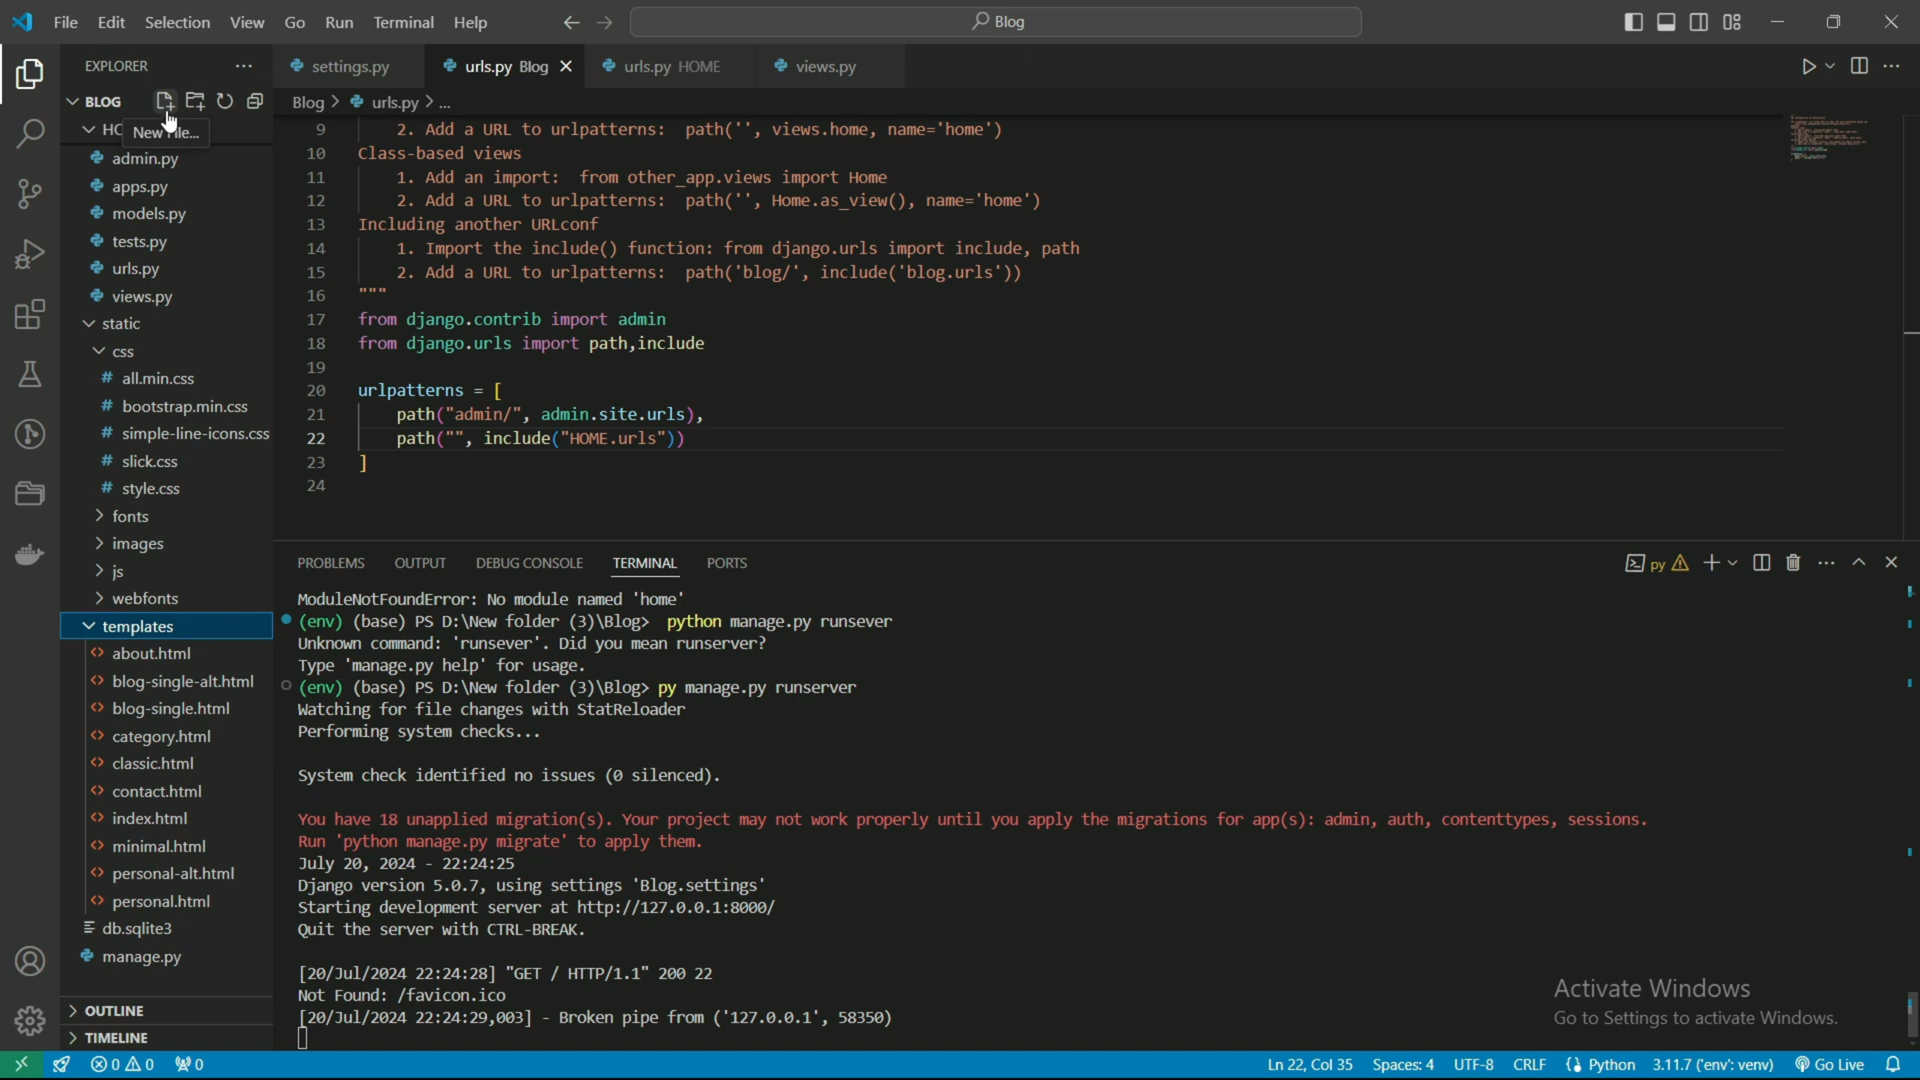 File Edit Selection View Go Run Terminal Help
Blog
EXPLORER
BLOG
New File...
admin.py
apps.py
models.py
tests.py
urls.py
views.py
static
css
all.min.css
bootstrap.min.css
simple-line-icons.css
slick.css
style.css
fonts
images
js
webfonts
templates
about.html
blog-single-alt.html
blog-single.html
category.html
classic.html
contact.html
index.html
minimal.html
personal-alt.html
personal.html
db.sqlite3
manage.py
OUTLINE
TIMELINE
settings.py urls.py Blog urls.py HOME views.py
Blog > urls.py > ...
9 2. Add a URL to urlpatterns: path('', views.home, name='home')
10 Class-based views
11 1. Add an import: from other_app.views import Home
12 2. Add a URL to urlpatterns: path('', Home.as_view(), name='home')
13 Including another URLconf
14 1. Import the include() function: from django.urls import include, path
15 2. Add a URL to urlpatterns: path('blog/', include('blog.urls'))
16 """
17 from django.contrib import admin
18 from django.urls import path,include
19
20 urlpatterns = [
21 path("admin/", admin.site.urls),
22 path("", include("HOME.urls"))
23 ]
24
PROBLEMS OUTPUT DEBUG CONSOLE TERMINAL PORTS
py
ModuleNotFoundError: No module named 'home'
(env) (base) PS D:\New folder (3)\Blog> python manage.py runsever
Unknown command: 'runsever'. Did you mean runserver?
Type 'manage.py help' for usage.
(env) (base) PS D:\New folder (3)\Blog> py manage.py runserver
Watching for file changes with StatReloader
Performing system checks...
System check identified no issues (0 silenced).
You have 18 unapplied migration(s). Your project may not work properly until you apply the migrations for app(s): admin, auth, contenttypes, sessions.
Run 'python manage.py migrate' to apply them.
July 20, 2024 - 22:24:25
Django version 5.0.7, using settings 'Blog.settings'
Starting development server at http://127.0.0.1:8000/
Quit the server with CTRL-BREAK.
[20/Jul/2024 22:24:28] "GET / HTTP/1.1" 200 22
Not Found: /favicon.ico
[20/Jul/2024 22:24:29,003] - Broken pipe from ('127.0.0.1', 58350)
Activate Windows
Go to Settings to activate Windows.
0 0 0 Ln 22, Col 35 Spaces: 4 UTF-8 CRLF Python 3.11.7 ('env': venv) Go Live